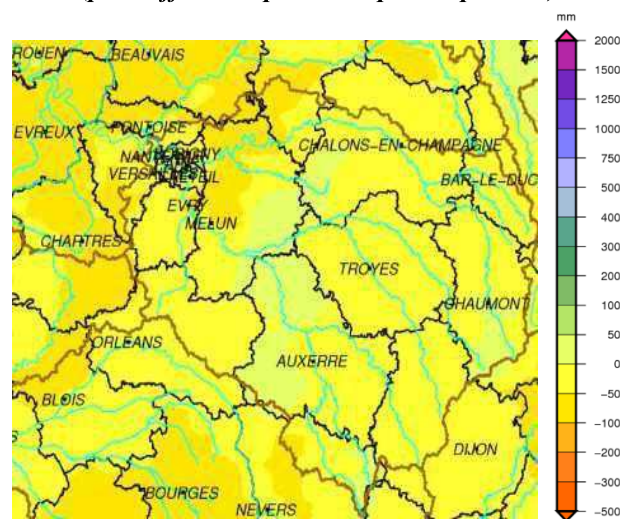 mm
2000
1500
1250
1000
750
500
400
300
200
100
50
0
−50
−100
−200
−300
−500
ROUEN
BEAUVAIS
EVREUX
PONTOISE
CHALONS-EN-CHAMPAGNE
BAR-LE-DUC
EVRY
MELUN
CHARTRES
TROYES
CHAUMONT
ORLEANS
AUXERRE
BLOIS
DIJON
BOURGES
NEVERS